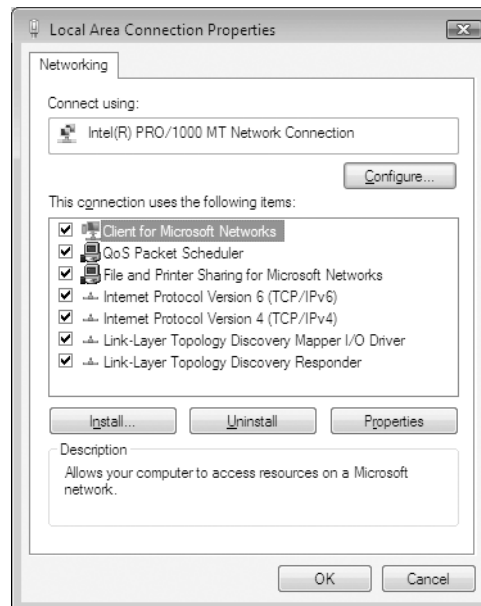 Local Area Connection Properties
Networking
Connect using:
Intel(R) PRO/1000 MT Network Connection
Configure...
This connection uses the following items:
Client for Microsoft Networks
QoS Packet Scheduler
File and Printer Sharing for Microsoft Networks
Internet Protocol Version 6 (TCP/IPv6)
Internet Protocol Version 4 (TCP/IPv4)
Link-Layer Topology Discovery Mapper I/O Driver
Link-Layer Topology Discovery Responder
Install... Uninstall Properties
Description
Allows your computer to access resources on a Microsoft
network.
OK Cancel